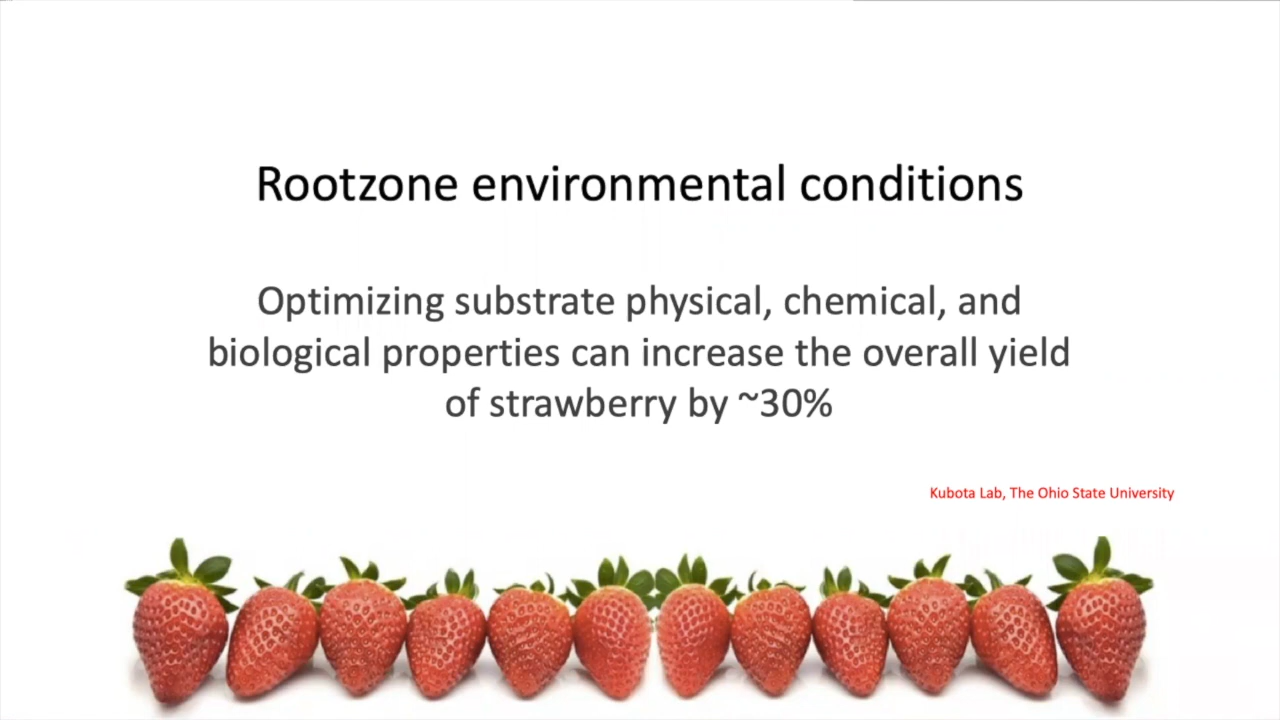 Rootzone environmental conditions
Optimizing substrate physical, chemical, and
biological properties can increase the overall yield
of strawberry by ~30%
Kubota Lab, The Ohio State University